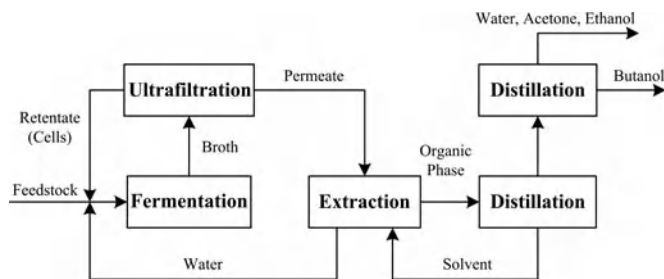 Water, Acetone, Ethanol
Ultrafiltration
Permeate
Distillation
Butanol
Retentate
(Cells)
Broth
Organic
Phase
Feedstock
Fermentation
Extraction
Distillation
Water
Solvent